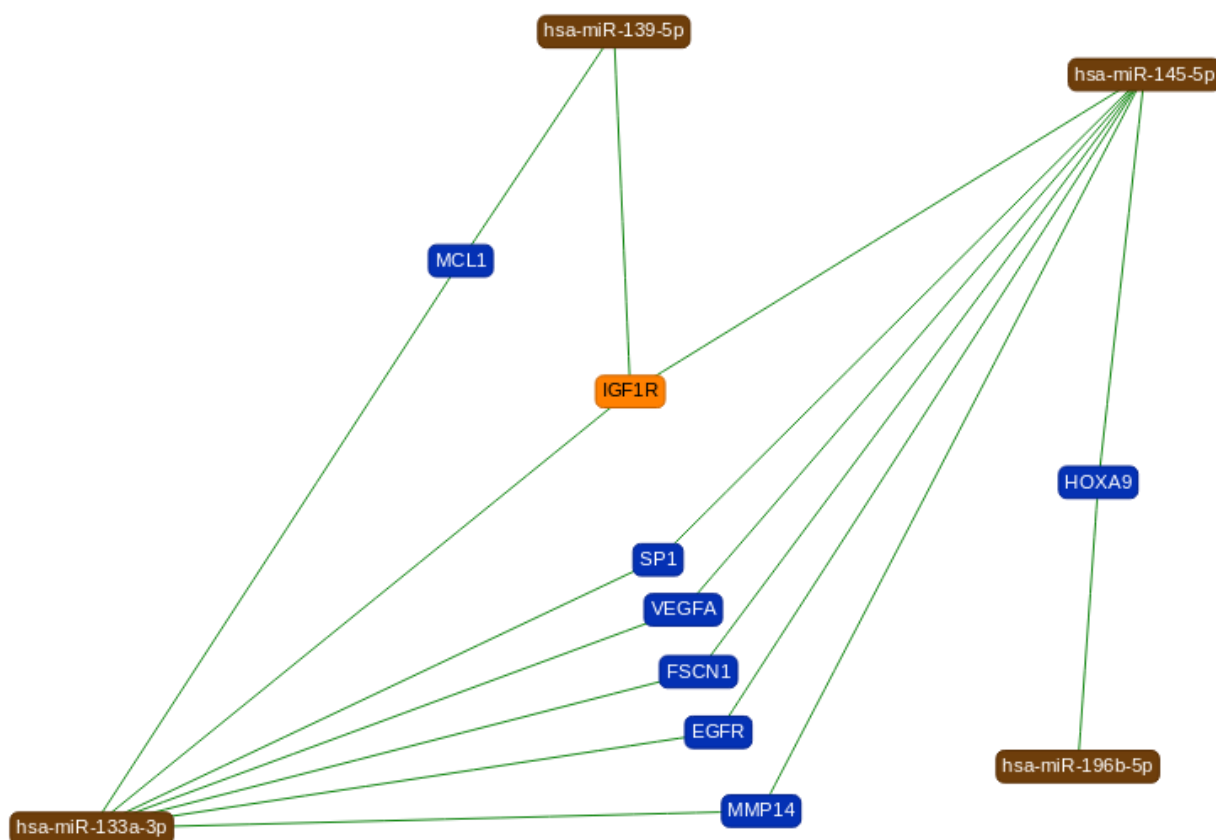 hsa-miR-139-5p
hsa-miR-145-5p
MCL1
IGF1R
HOXA9
SP1
VEGFA
FSCN1
EGFR
hsa-miR-196b-5p
MMP14
hsa-miR-133a-3p